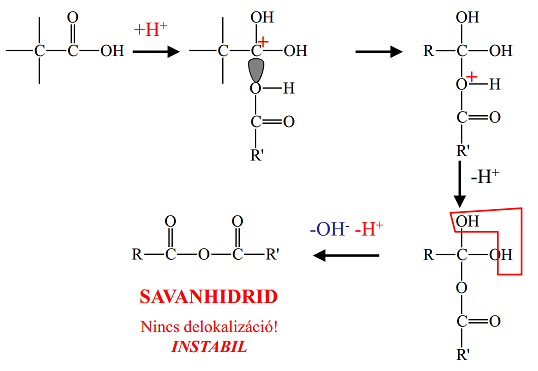 O OH OH
+H+
C C OH C + OH R C OH
O H O + H
C O C O
R' R'
-H+
O O -OH- -H+ OH
R C O C R' R C OH
O
SAVANHIDRID C O
Nincs delokalizáció! R'
INSTABIL